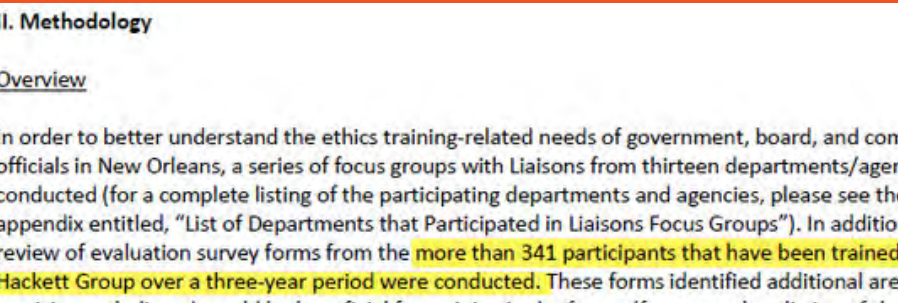 II. Methodology
Overview
In order to better understand the ethics training-related needs of government, board, and com
officials in New Orleans, a series of focus groups with Liaisons from thirteen departments/agen
conducted (for a complete listing of the participating departments and agencies, please see the
appendix entitled, “List of Departments that Participated in Liaisons Focus Groups”). In additio
review of evaluation survey forms from the more than 341 participants that have been trained
Hackett Group over a three-year period were conducted. These forms identified additional are